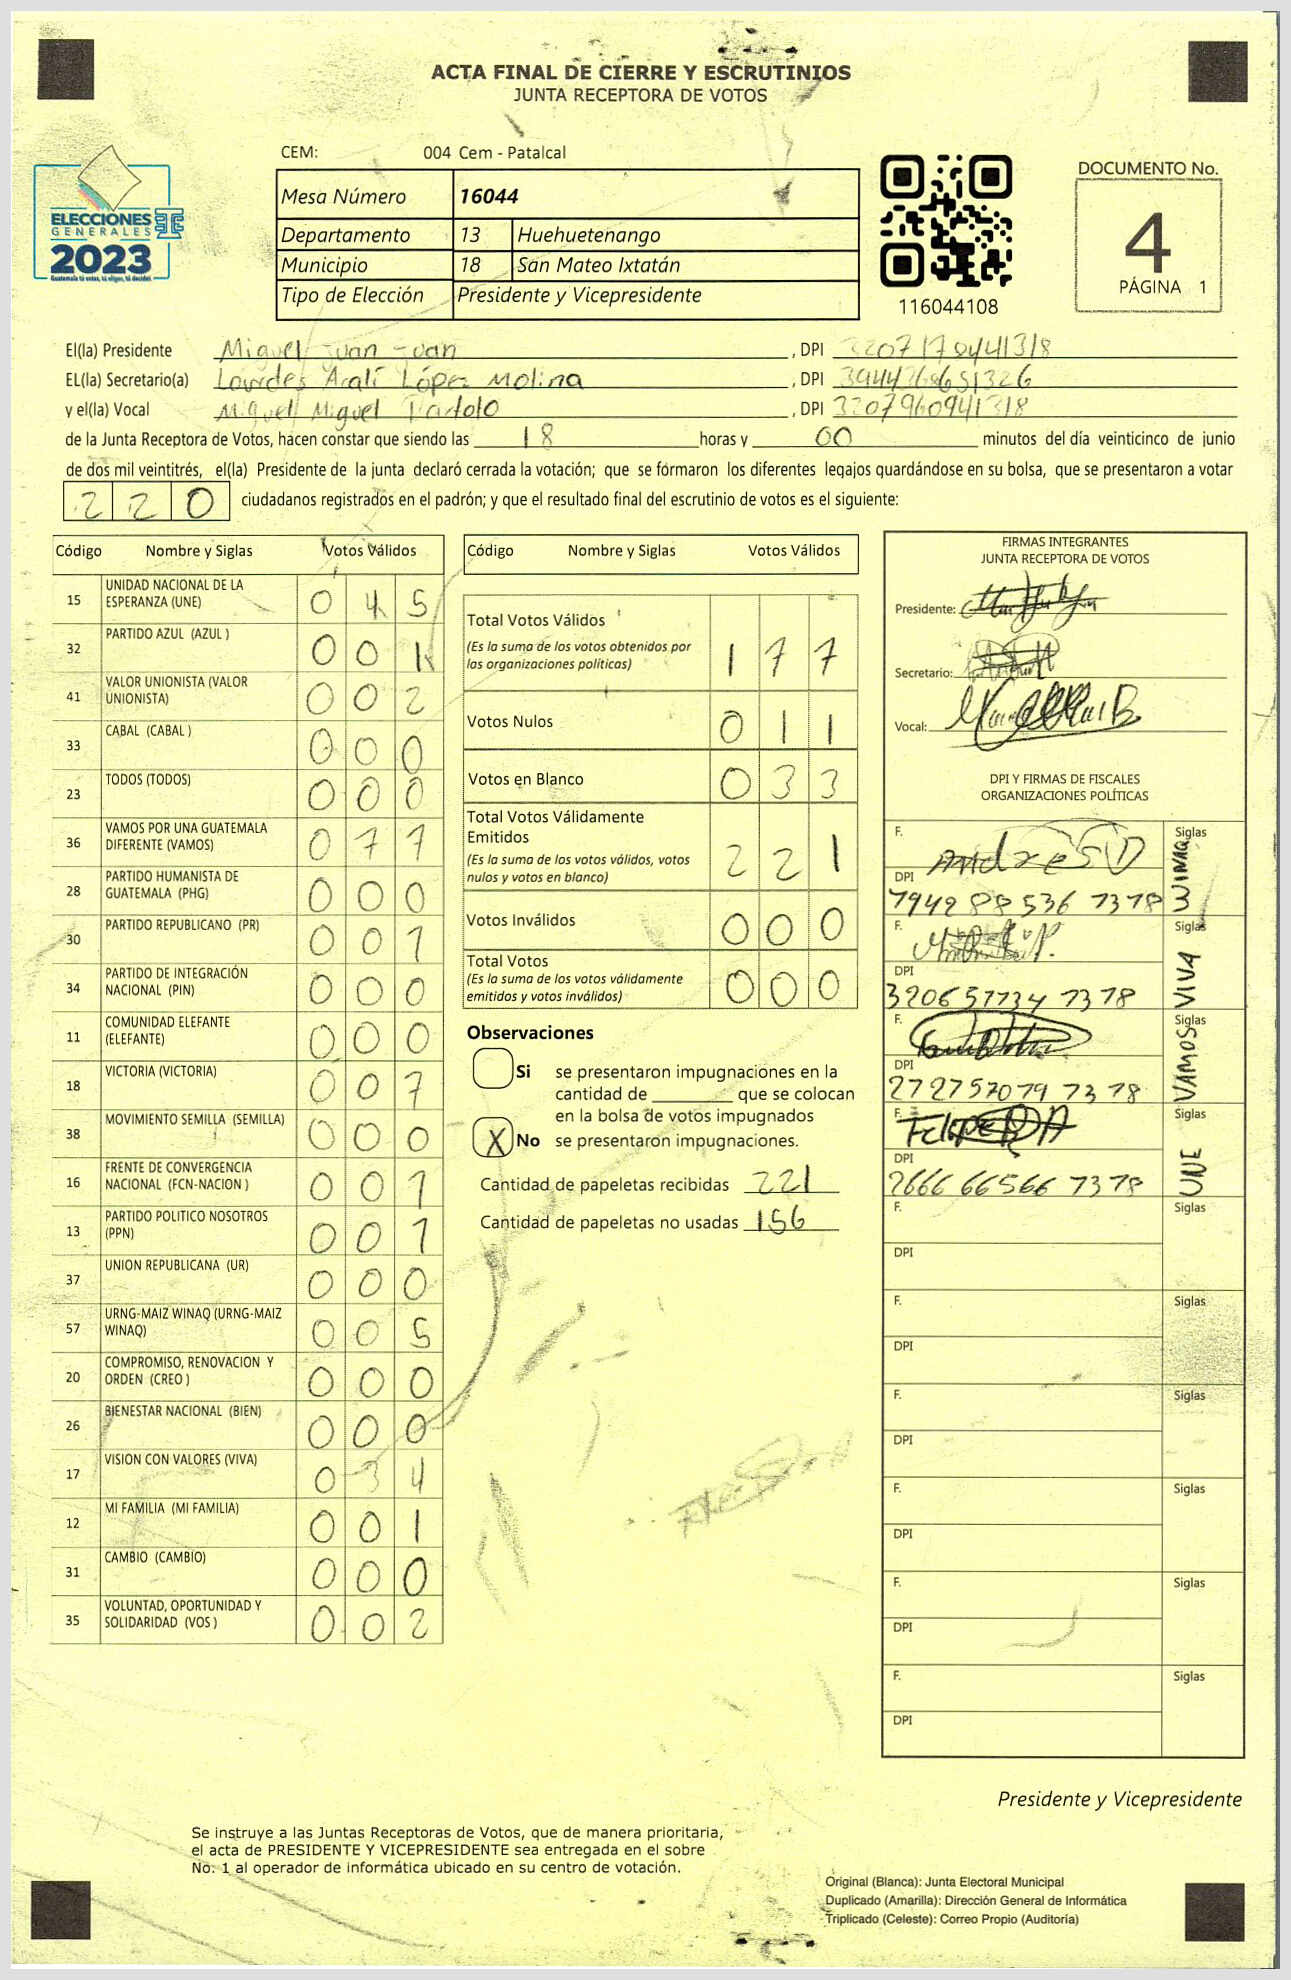 ACTA FINAL DE CIERRE Y ESCRUTINIOS
JUNTA RECEPTORA DE VOTOS
CEM: 004 Cem - Patalcal
ELECCIONES
GENERALES
2023
Guatemala tú votas, tú eliges, tú decides
Mesa Número 16044
Departamento 13 Huehuetenango
Municipio 18 San Mateo Ixtatán
Tipo de Elección Presidente y Vicepresidente
116044108
DOCUMENTO No.
4
PÁGINA 1
El(la) Presidente Miguel Juan Juan , DPI
EL(la) Secretario(a) Lourdes Acalí López Molina , DPI
y el(la) Vocal Miguel Miguel , DPI 3207960941318
de la Junta Receptora de Votos, hacen constar que siendo las 18 horas y 00 minutos del día veinticinco de junio
de dos mil veintitrés, el(la) Presidente de la junta declaró cerrada la votación; que se formaron los diferentes legajos quardándose en su bolsa, que se presentaron a votar
220 ciudadanos registrados en el padrón; y que el resultado final del escrutinio de votos es el siguiente:
Código Nombre y Siglas Votos Válidos
15 UNIDAD NACIONAL DE LA ESPERANZA (UNE) 0 4 5
32 PARTIDO AZUL (AZUL ) 0 0 1
41 VALOR UNIONISTA (VALOR UNIONISTA) 0 0 2
33 CABAL (CABAL ) 0 0 0
23 TODOS (TODOS) 0 0 0
36 VAMOS POR UNA GUATEMALA DIFERENTE (VAMOS) 0 7 7
28 PARTIDO HUMANISTA DE GUATEMALA (PHG) 0 0 0
30 PARTIDO REPUBLICANO (PR) 0 0 1
34 PARTIDO DE INTEGRACIÓN NACIONAL (PIN) 0 0 0
11 COMUNIDAD ELEFANTE (ELEFANTE) 0 0 0
18 VICTORIA (VICTORIA) 0 0 7
38 MOVIMIENTO SEMILLA (SEMILLA) 0 0 0
16 FRENTE DE CONVERGENCIA NACIONAL (FCN-NACION ) 0 0 1
13 PARTIDO POLITICO NOSOTROS (PPN) 0 0 1
37 UNION REPUBLICANA (UR) 0 0 0
57 URNG-MAIZ WINAQ (URNG-MAIZ WINAQ) 0 0 5
20 COMPROMISO, RENOVACION Y ORDEN (CREO ) 0 0 0
26 BIENESTAR NACIONAL (BIEN) 0 0 0
17 VISION CON VALORES (VIVA) 0 3 4
12 MI FAMILIA (MI FAMILIA) 0 0 1
31 CAMBIO (CAMBIO) 0 0 0
35 VOLUNTAD, OPORTUNIDAD Y SOLIDARIDAD (VOS ) 0 0 2
Código Nombre y Siglas Votos Válidos
Total Votos Válidos 1 7 7
(Es la suma de los votos obtenidos por
las organizaciones políticas)
Votos Nulos 0 1 1
Votos en Blanco 0 3 3
Total Votos Válidamente
Emitidos 2 2 1
(Es la suma de los votos válidos, votos
nulos y votos en blanco)
Votos Inválidos 0 0 0
Total Votos 0 0 0
(Es la suma de los votos válidamente
emitidos y votos inválidos)
Observaciones
Si se presentaron impugnaciones en la
cantidad de ________ que se colocan
en la bolsa de votos impugnados
X No se presentaron impugnaciones.
Cantidad de papeletas recibidas 221
Cantidad de papeletas no usadas 156
FIRMAS INTEGRANTES
JUNTA RECEPTORA DE VOTOS
Presidente:
Secretario:
Vocal:
DPI Y FIRMAS DE FISCALES
ORGANIZACIONES POLÍTICAS
F. Siglas WINAQ
DPI 7942 88536 7378
F. Siglas VIVA
DPI 320657734 7378
F. Siglas VAMOS
DPI 272757079 7378
F. Siglas UNE
DPI 2666 66566 7378
F. Siglas
DPI
F. Siglas
DPI
F. Siglas
DPI
F. Siglas
DPI
F. Siglas
DPI
F. Siglas
DPI
Presidente y Vicepresidente
Se instruye a las Juntas Receptoras de Votos, que de manera prioritaria,
el acta de PRESIDENTE Y VICEPRESIDENTE sea entregada en el sobre
No. 1 al operador de informática ubicado en su centro de votación.
Original (Blanca): Junta Electoral Municipal
Duplicado (Amarilla): Dirección General de Informática
Triplicado (Celeste): Correo Propio (Auditoría)